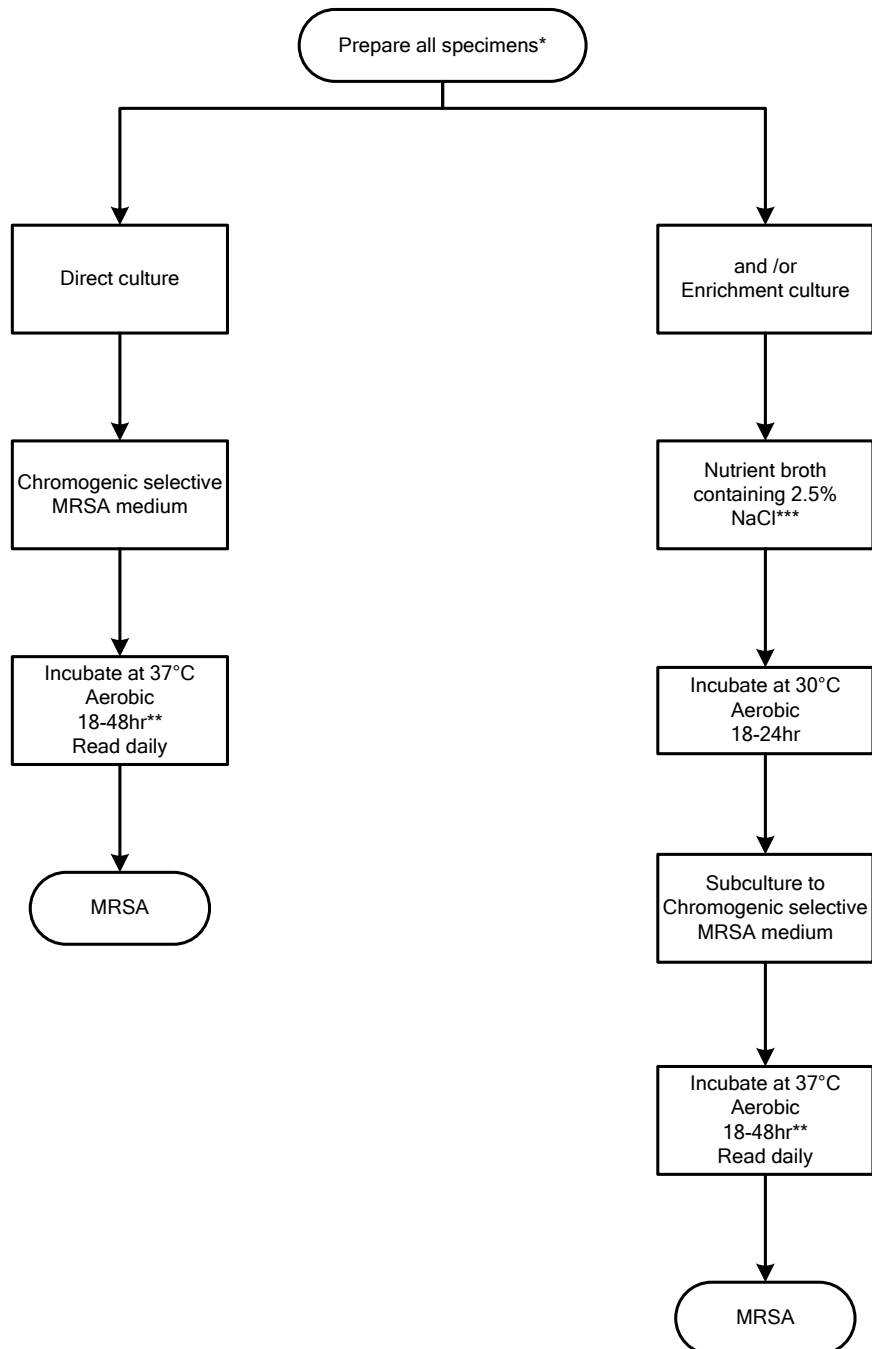 Prepare all specimens*
Direct culture
and /or
Enrichment culture
Chromogenic selective
MRSA medium
Nutrient broth
containing 2.5%
NaCl***
Incubate at 37°C
Aerobic
18-48hr**
Read daily
Incubate at 30°C
Aerobic
18-24hr
MRSA
Subculture to
Chromogenic selective
MRSA medium
Incubate at 37°C
Aerobic
18-48hr**
Read daily
MRSA